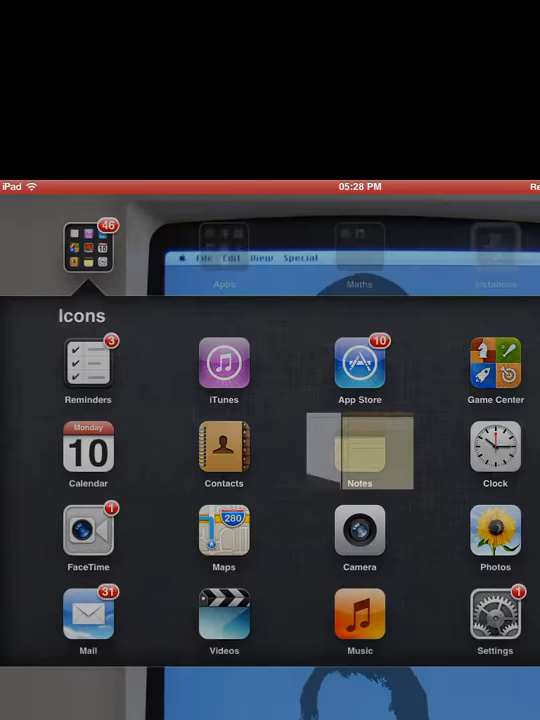 iPad 05:28 PM Re
46
File Edit View Special
Apps Maths Installous
Icons
3 10
Reminders iTunes App Store Game Center
Monday
10
Calendar Contacts Notes Clock
1 280
FaceTime Maps Camera Photos
31 1
Mail Videos Music Settings